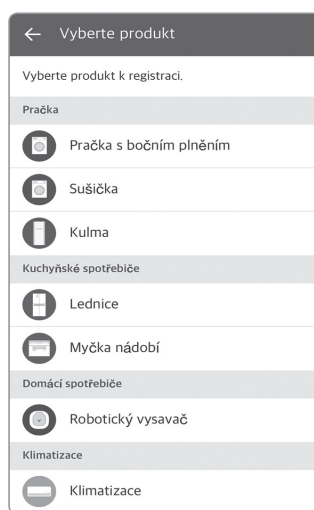 Vyberte produkt
Vyberte produkt k registraci.
Pračka
Pračka s bočním plněním
Sušička
Kulma
Kuchyňské spotřebiče
Lednice
Myčka nádobí
Domácí spotřebiče
Robotický vysavač
Klimatizace
Klimatizace